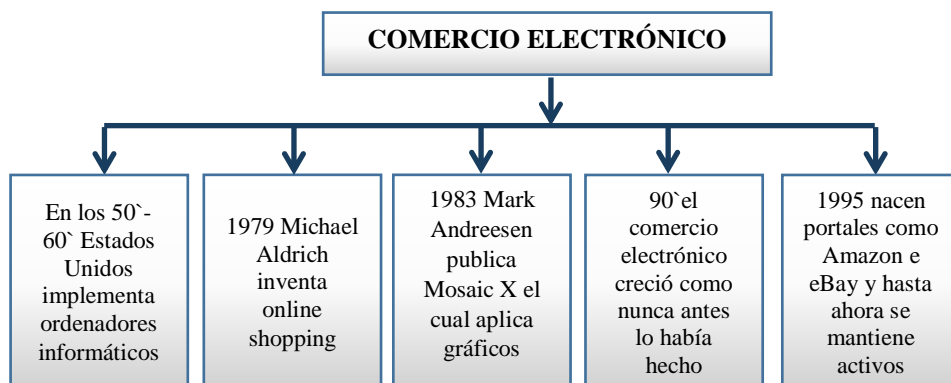 COMERCIO ELECTRÓNICO
En los 50`-
60` Estados
Unidos
implementa
ordenadores
informáticos
1979 Michael
Aldrich
inventa
online
shopping
1983 Mark
Andreesen
publica
Mosaic X el
cual aplica
gráficos
90`el
comercio
electrónico
creció como
nunca antes
lo había
hecho
1995 nacen
portales como
Amazon e
eBay y hasta
ahora se
mantiene
activos